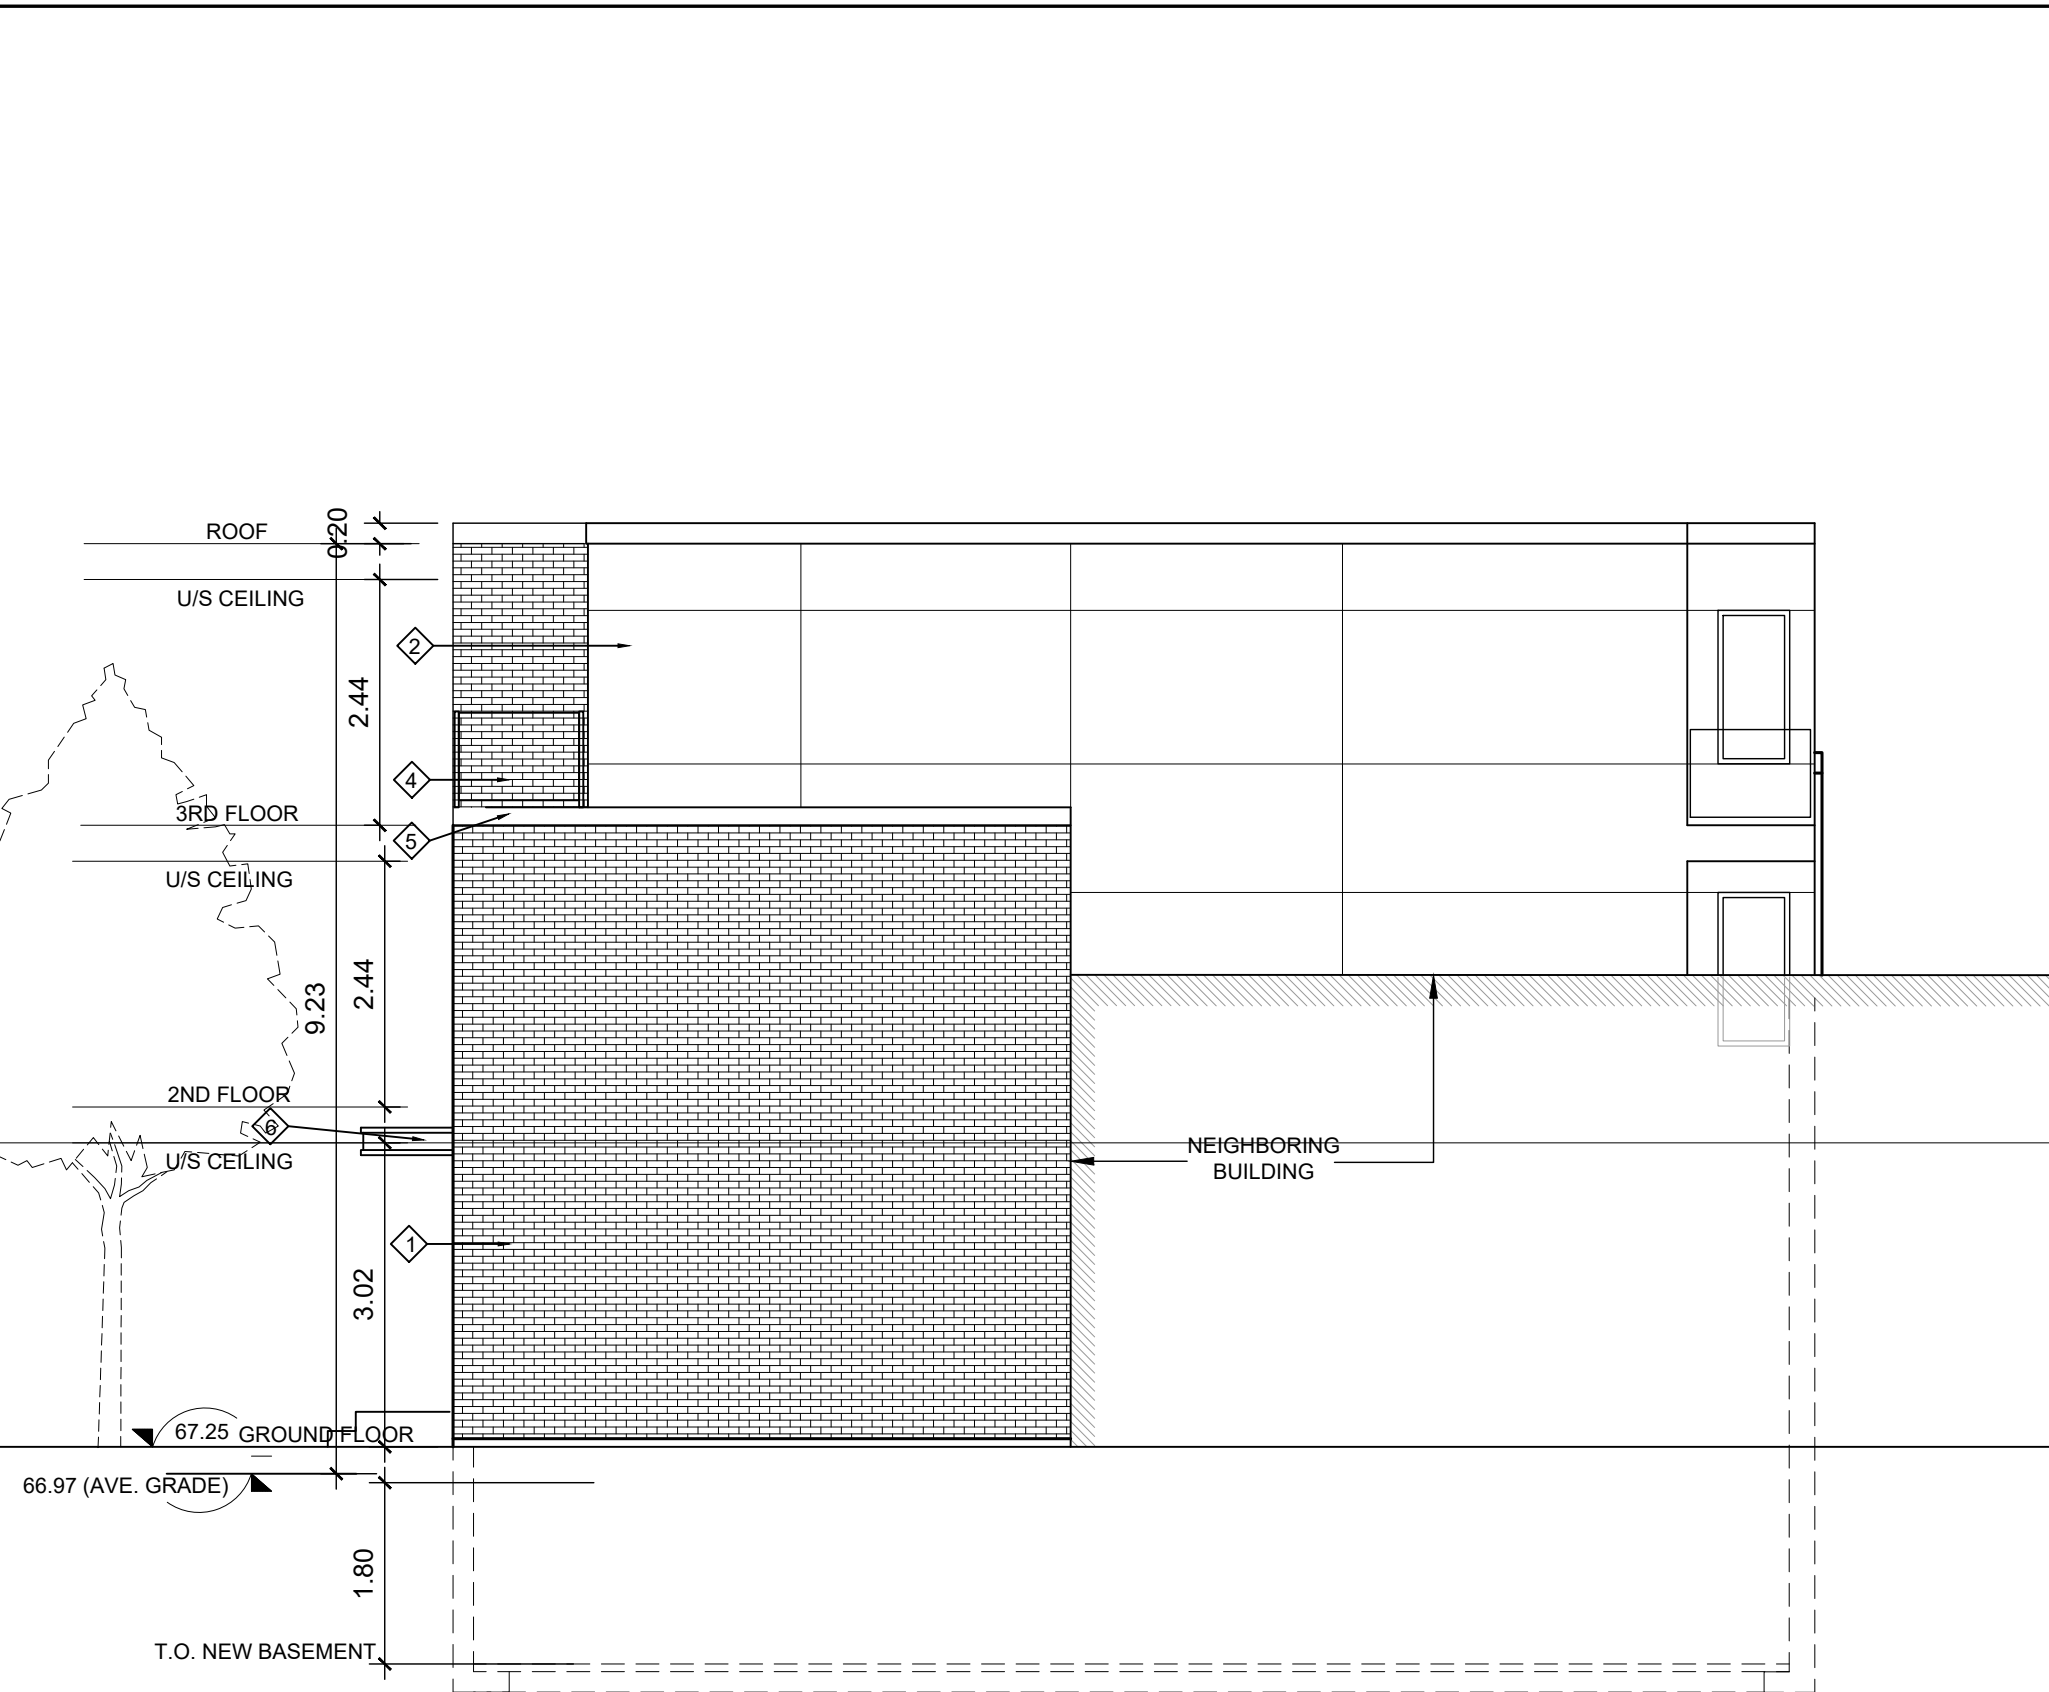 ROOF
0.20
U/S CEILING
2
2.44
4
3RD FLOOR
5
U/S CEILING
2.44
9.23
2ND FLOOR
6
U/S CEILING
NEIGHBORING
BUILDING
1
3.02
67.25 GROUND FLOOR
66.97 (AVE. GRADE)
1.80
T.O. NEW BASEMENT